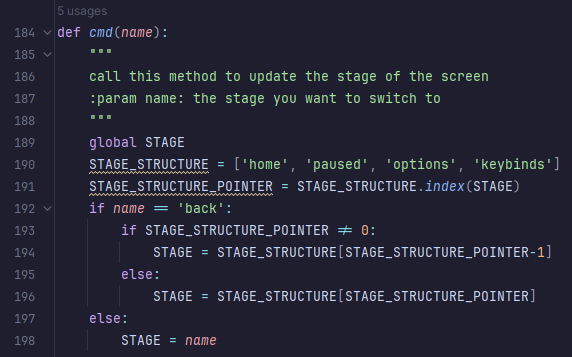 5 usages
184 def cmd(name):
185     """
186     call this method to update the stage of the screen
187     :param name: the stage you want to switch to
188     """
189     global STAGE
190     STAGE_STRUCTURE = ['home', 'paused', 'options', 'keybinds']
191     STAGE_STRUCTURE_POINTER = STAGE_STRUCTURE.index(STAGE)
192     if name == 'back':
193         if STAGE_STRUCTURE_POINTER != 0:
194             STAGE = STAGE_STRUCTURE[STAGE_STRUCTURE_POINTER-1]
195         else:
196             STAGE = STAGE_STRUCTURE[STAGE_STRUCTURE_POINTER]
197     else:
198         STAGE = name